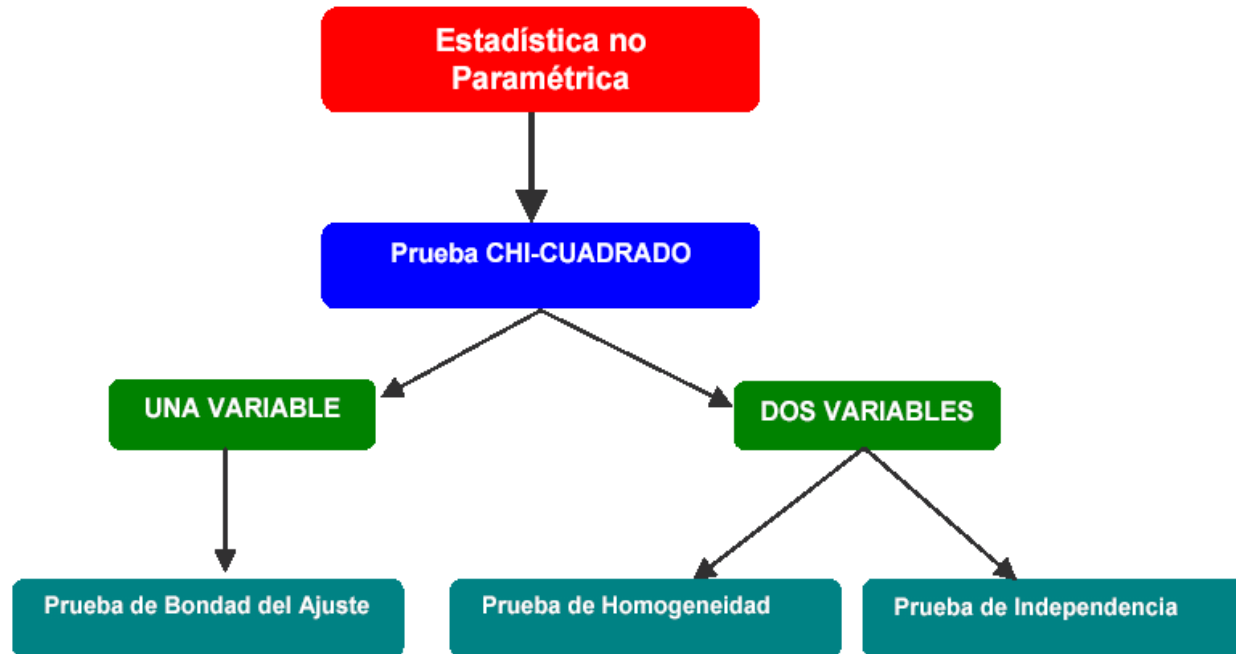 Estadística no
Paramétrica
Prueba CHI-CUADRADO
UNA VARIABLE
DOS VARIABLES
Prueba de Bondad del Ajuste
Prueba de Homogeneidad
Prueba de Independencia